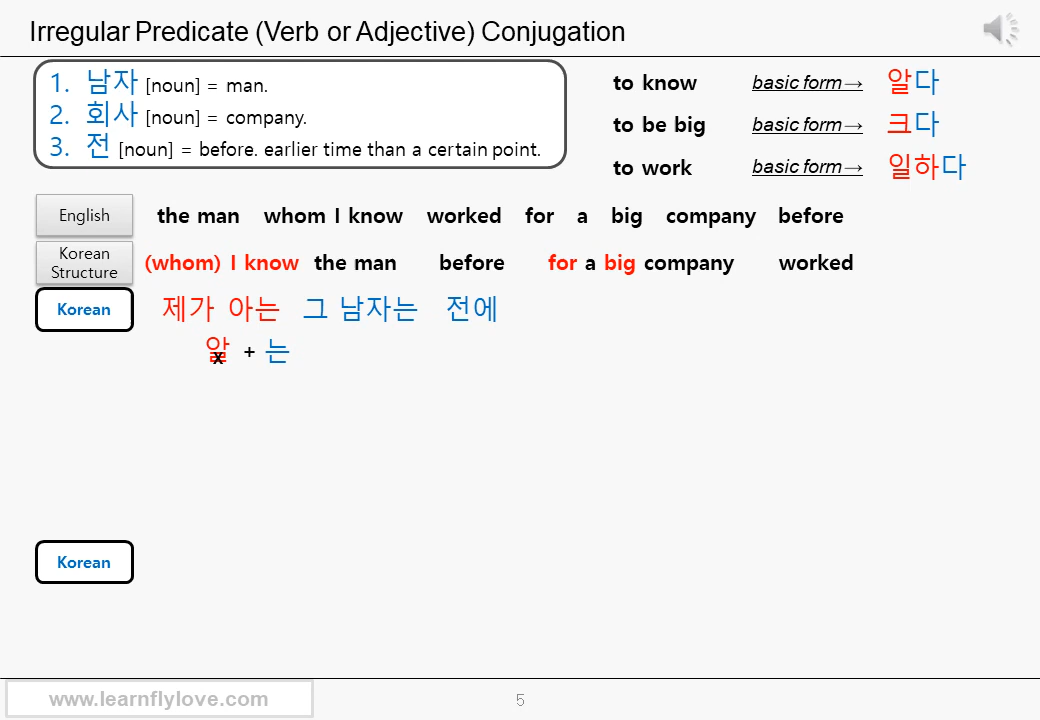 Irregular Predicate (Verb or Adjective) Conjugation
1. 남자 [noun] = man.
2. 회사 [noun] = company.
3. 전 [noun] = before. earlier time than a certain point.
to know basic form→ 알다
to be big basic form→ 크다
to work basic form→ 일하다
English the man whom I know worked for a big company before
Korean Structure (whom) I know the man before for a big company worked
Korean 제가 아는 그 남자는 전에
알 x + 는
Korean
www.learnflylove.com 5